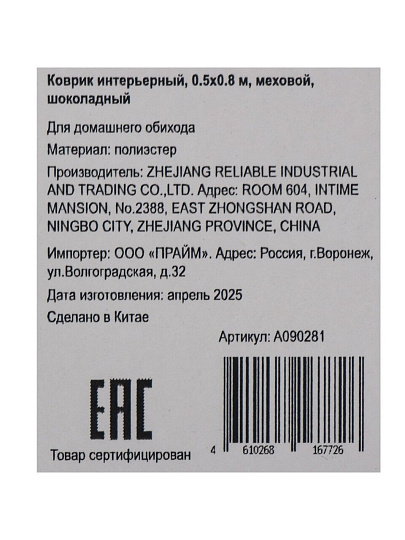 Коврик интерьерный, 0.5х0.8 м, меховой,
шоколадный
Для домашнего обихода
Материал: полиэстер
Производитель: ZHEJIANG RELIABLE INDUSTRIAL
AND TRADING CO.,LTD. Адрес: ROOM 604, INTIME
MANSION, No.2388, EAST ZHONGSHAN ROAD,
NINGBO CITY, ZHEJIANG PROVINCE, CHINA
Импортер: ООО «ПРАЙМ». Адрес: Россия, г.Воронеж,
ул.Волгоградская, д.32
Дата изготовления: апрель 2025
Сделано в Китае
Артикул: A090281
EAC
Товар сертифицирован
4 610268 167726